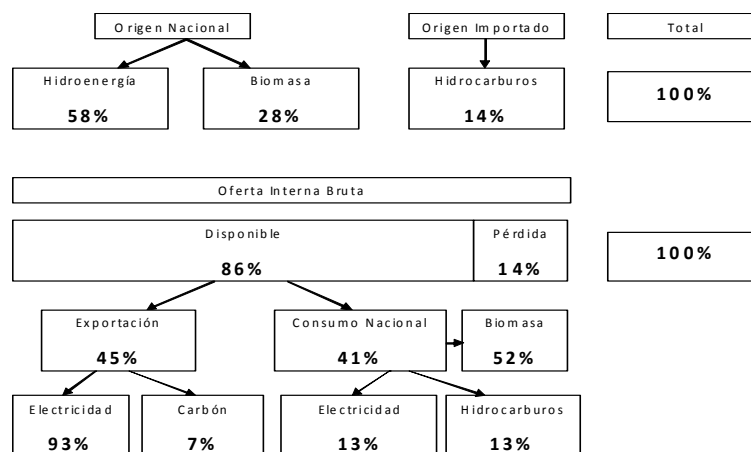 Origen Nacional
Origen Importado
Total
Hidroenergía
58%
Biomasa
28%
Hidrocarburos
14%
100%
Oferta Interna Bruta
Disponible
86%
Pérdida
14%
100%
Exportación
45%
Consumo Nacional
41%
Biomasa
52%
Electricidad
93%
Carbón
7%
Electricidad
13%
Hidrocarburos
13%